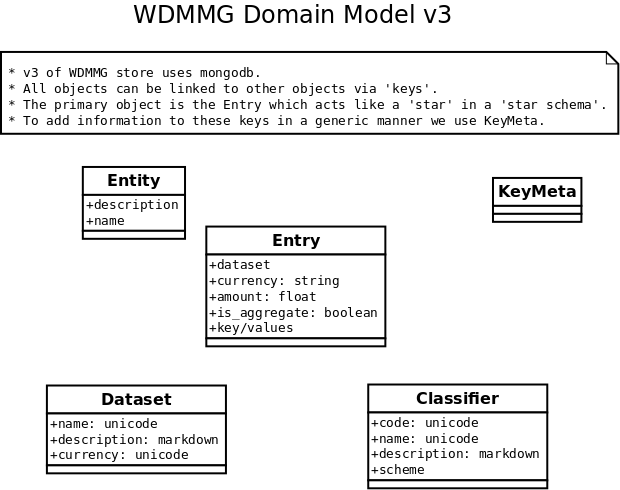 WDMMG Domain Model v3
* v3 of WDMMG store uses mongodb.
* All objects can be linked to other objects via 'keys'.
* The primary object is the Entry which acts like a 'star' in a 'star schema'.
* To add information to these keys in a generic manner we use KeyMeta.
Entity
+description
+name
KeyMeta
Entry
+dataset
+currency: string
+amount: float
+is_aggregate: boolean
+key/values
Dataset
+name: unicode
+description: markdown
+currency: unicode
Classifier
+code: unicode
+name: unicode
+description: markdown
+scheme